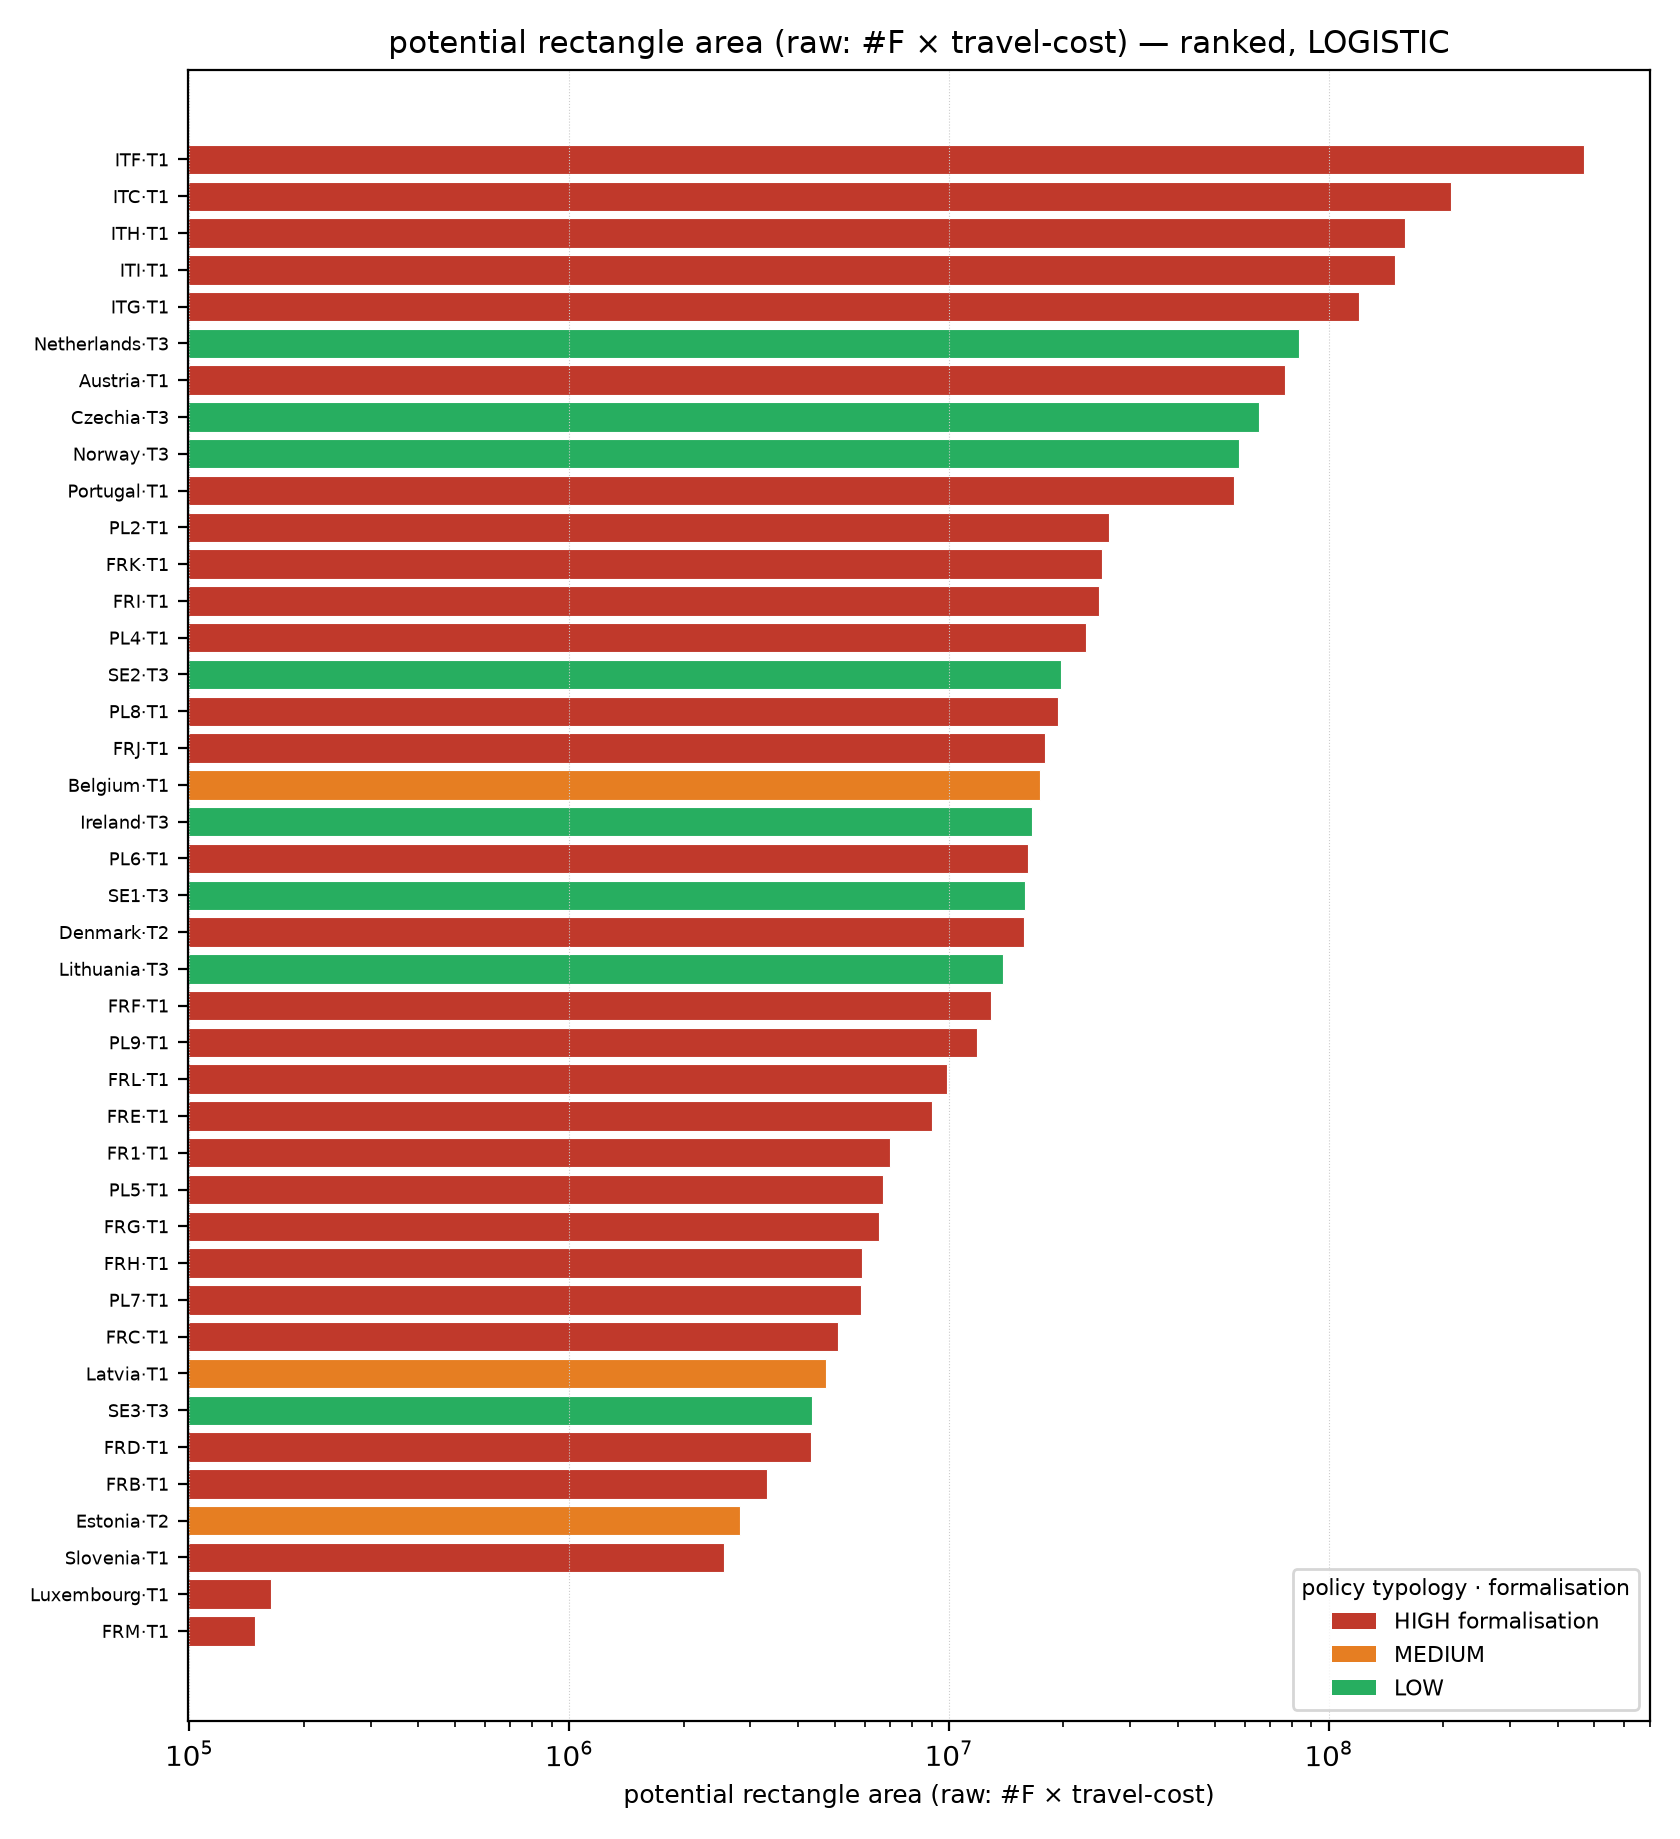 potential rectangle area (raw: #F × travel-cost) — ranked, LOGISTIC
ITF·T1
ITC·T1
ITH·T1
ITI·T1
ITG·T1
Netherlands·T3
Austria·T1
Czechia·T3
Norway·T3
Portugal·T1
PL2·T1
FRK·T1
FRI·T1
PL4·T1
SE2·T3
PL8·T1
FRJ·T1
Belgium·T1
Ireland·T3
PL6·T1
SE1·T3
Denmark·T2
Lithuania·T3
FRF·T1
PL9·T1
FRL·T1
FRE·T1
FR1·T1
PL5·T1
FRG·T1
FRH·T1
PL7·T1
FRC·T1
Latvia·T1
SE3·T3
FRD·T1
FRB·T1
Estonia·T2
Slovenia·T1
Luxembourg·T1
FRM·T1
policy typology · formalisation
HIGH formalisation
MEDIUM
LOW
10⁵ 10⁶ 10⁷ 10⁸
potential rectangle area (raw: #F × travel-cost)